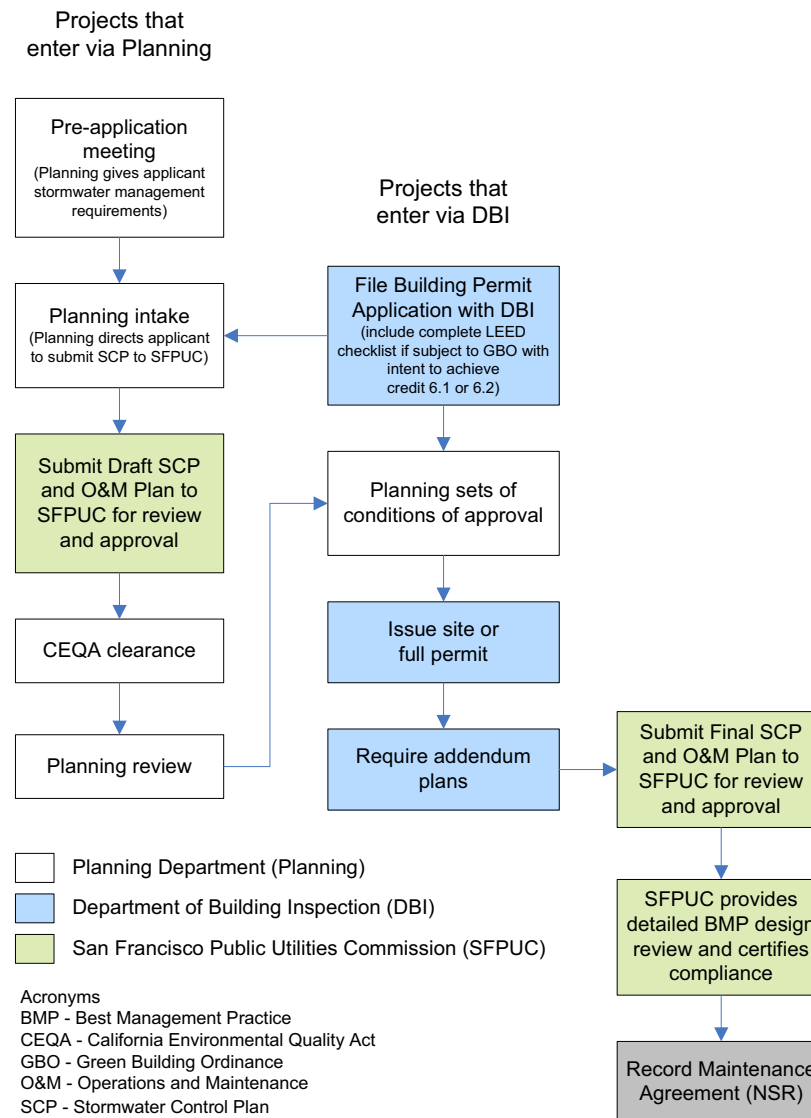 Projects that
enter via Planning
Pre-application
meeting
(Planning gives applicant
stormwater management
requirements)
Planning intake
(Planning directs applicant
to submit SCP to SFPUC)
Submit Draft SCP
and O&M Plan to
SFPUC for review
and approval
CEQA clearance
Planning review
Projects that
enter via DBI
File Building Permit
Application with DBI
(include complete LEED
checklist if subject to GBO with
intent to achieve
credit 6.1 or 6.2)
Planning sets of
conditions of approval
Issue site or
full permit
Require addendum
plans
Submit Final SCP
and O&M Plan to
SFPUC for review
and approval
SFPUC provides
detailed BMP design
review and certifies
compliance
Record Maintenance
Agreement (NSR)
Planning Department (Planning)
Department of Building Inspection (DBI)
San Francisco Public Utilities Commission (SFPUC)
Acronyms
BMP - Best Management Practice
CEQA - California Environmental Quality Act
GBO - Green Building Ordinance
O&M - Operations and Maintenance
SCP - Stormwater Control Plan